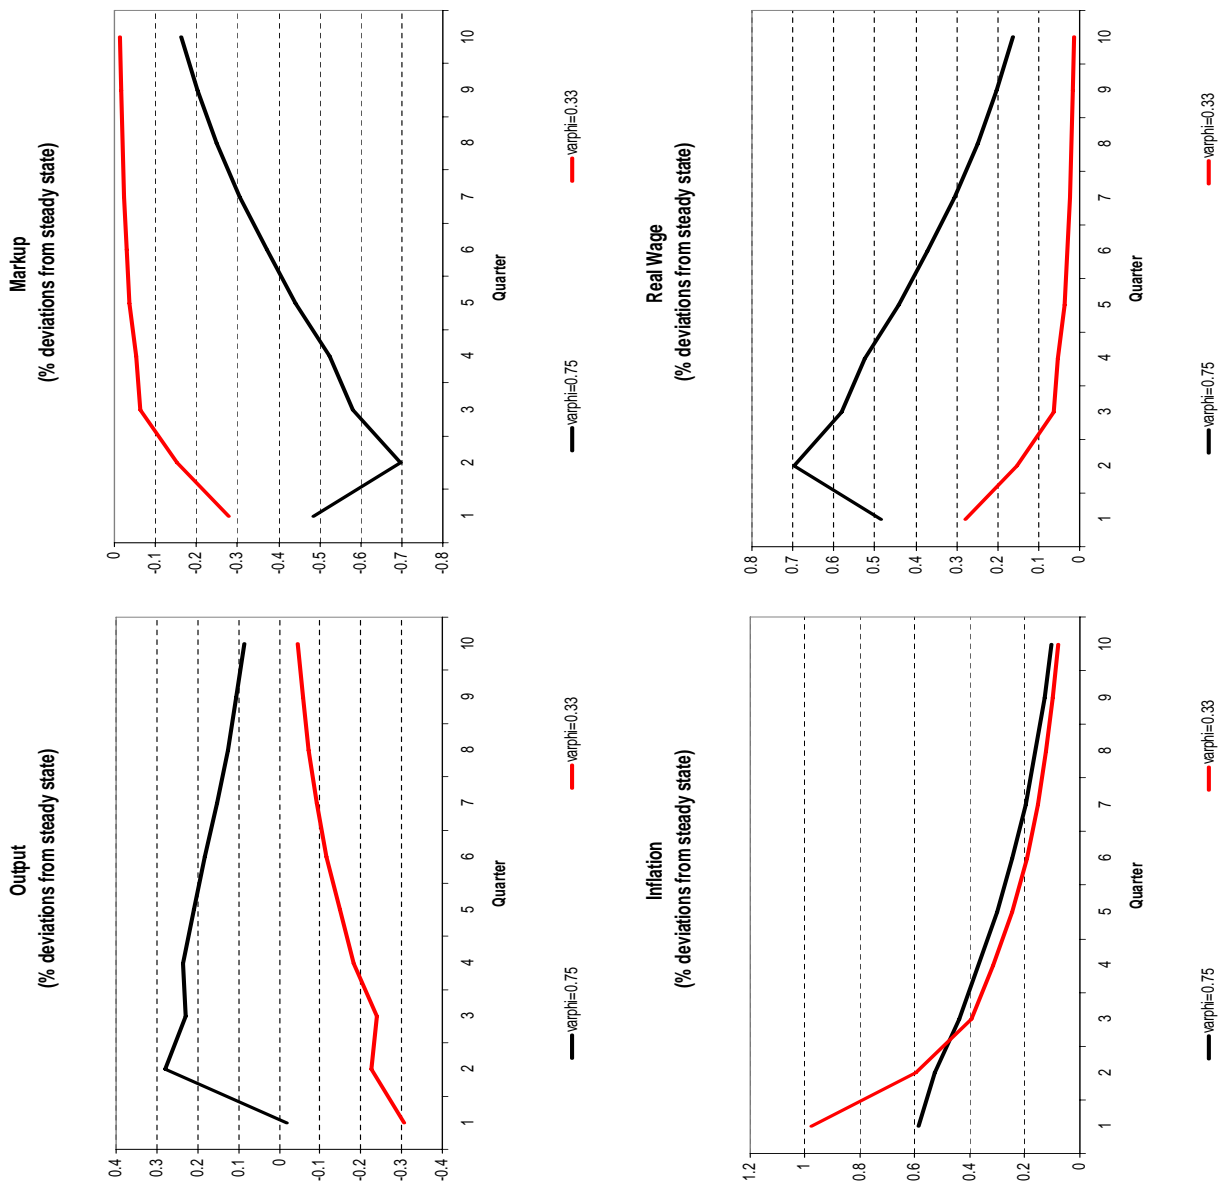 Output
(% deviations from steady state)
0.4
0.3
0.2
0.1
0
-0.1
-0.2
-0.3
-0.4
1 2 3 4 5 6 7 8 9 10
Quarter
varphi=0.75 varphi=0.33
Markup
(% deviations from steady state)
0
-0.1
-0.2
-0.3
-0.4
-0.5
-0.6
-0.7
-0.8
1 2 3 4 5 6 7 8 9 10
Quarter
varphi=0.75 varphi=0.33
Inflation
(% deviations from steady state)
1.2
1
0.8
0.6
0.4
0.2
0
1 2 3 4 5 6 7 8 9 10
Quarter
varphi=0.75 varphi=0.33
Real Wage
(% deviations from steady state)
0.8
0.7
0.6
0.5
0.4
0.3
0.2
0.1
0
1 2 3 4 5 6 7 8 9 10
Quarter
varphi=0.75 varphi=0.33